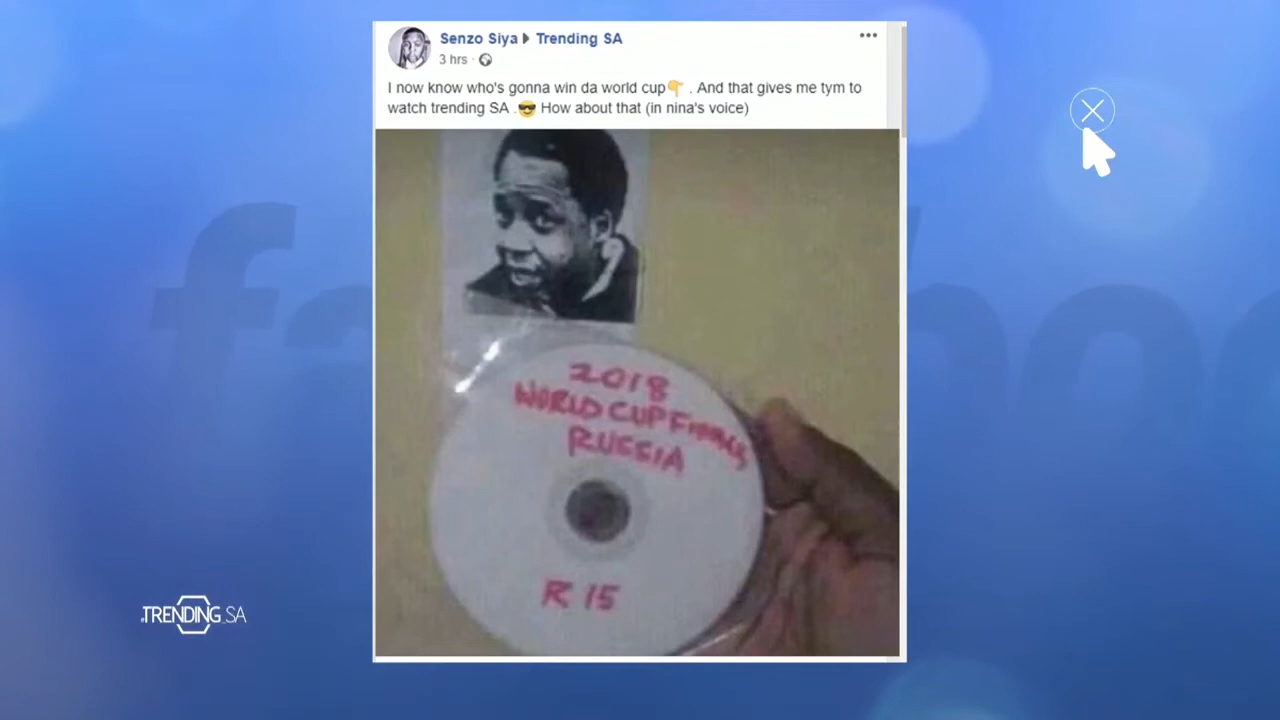 Senzo Siya Trending SA
3 hrs
I now know who's gonna win da world cup👇 . And that gives me tym to
watch trending SA .😎 How about that (in nina's voice)
2018
WORLD CUP FINALS
RUSSIA
R 15
TRENDING SA